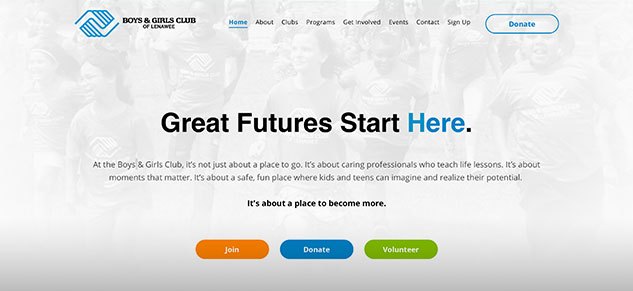 BOYS & GIRLS CLUB
OF LENAWEE
Home About Clubs Programs Get Involved Events Contact Sign Up Donate
Great Futures Start Here.
At the Boys & Girls Club, it's not just about a place to go. It's about caring professionals who teach life lessons. It's about
moments that matter. It's about a safe, fun place where kids and teens can imagine and realize their potential.
It's about a place to become more.
Join Donate Volunteer